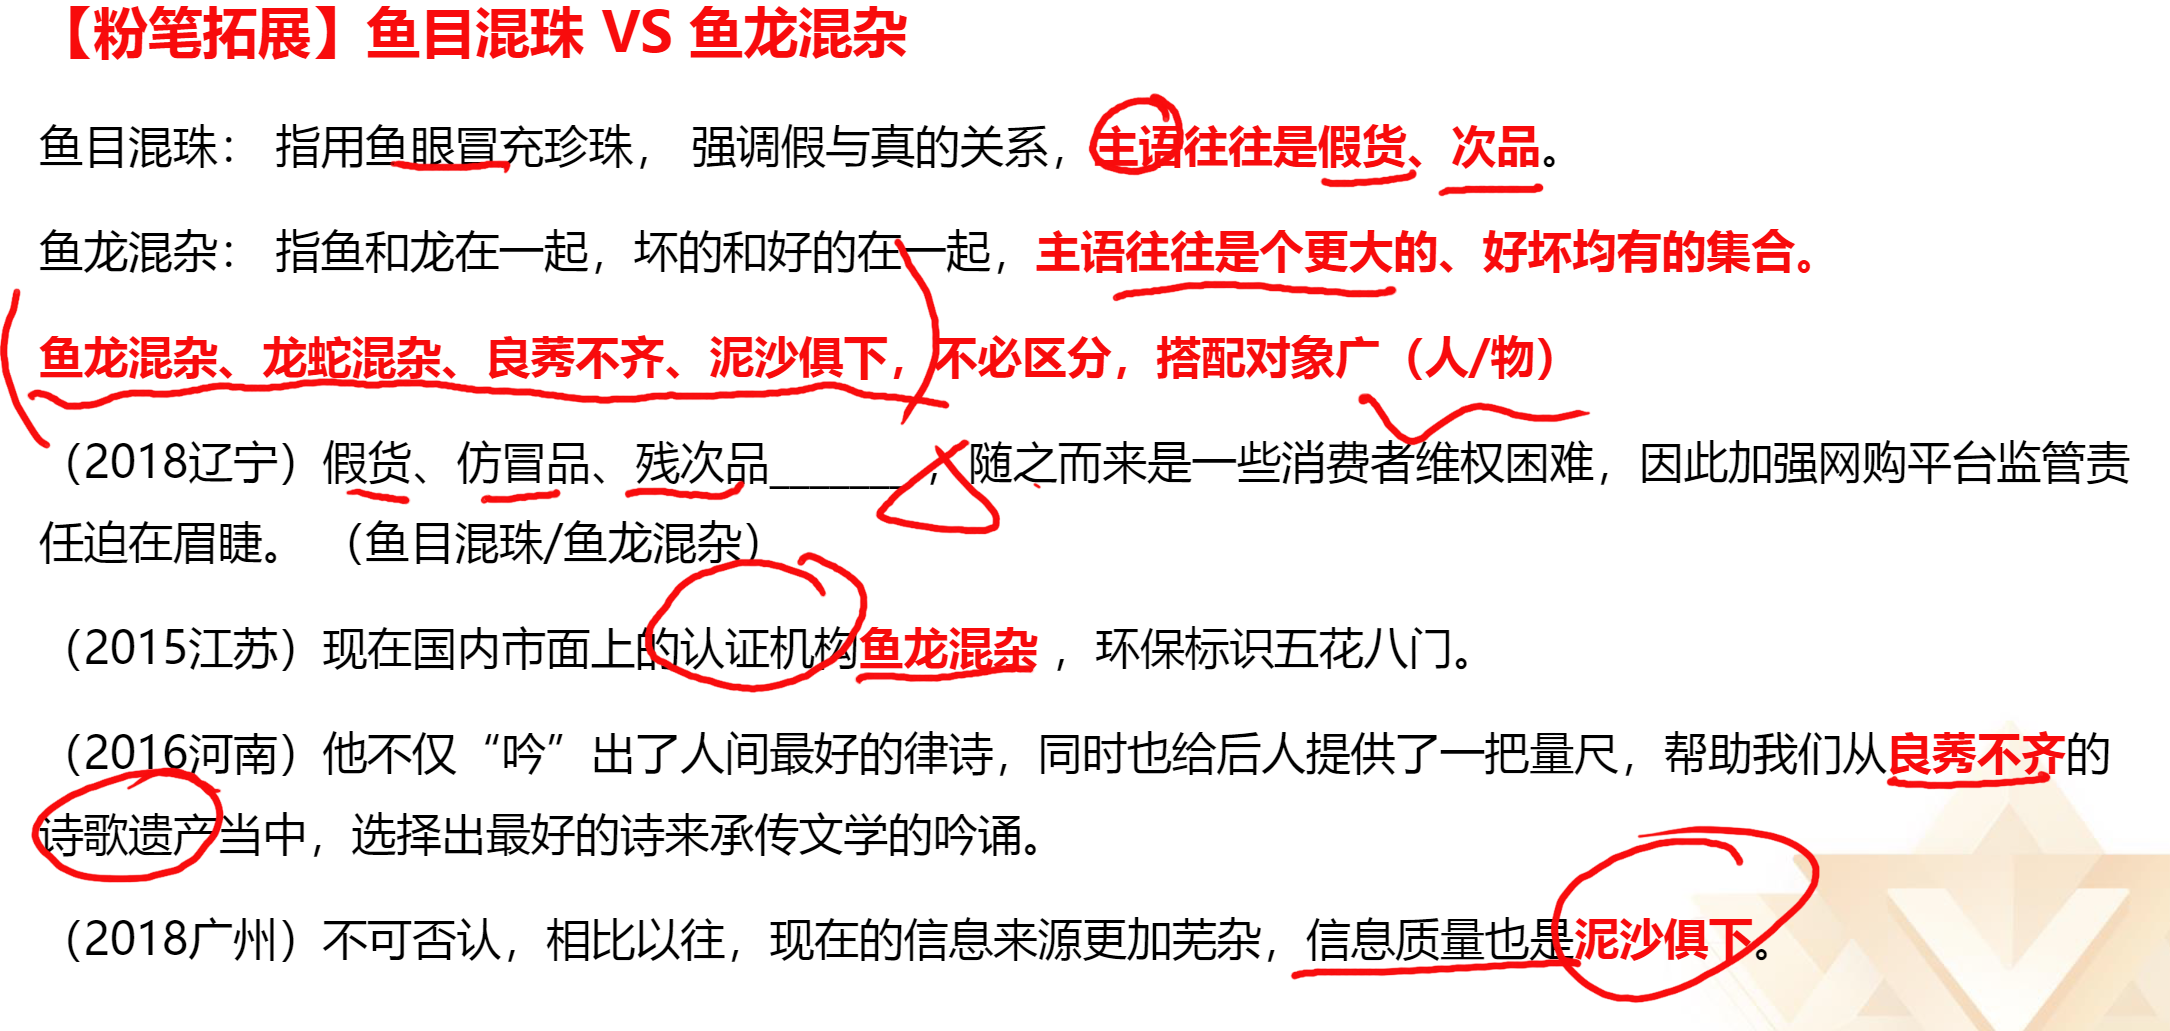 【粉笔拓展】鱼目混珠 VS 鱼龙混杂
鱼目混珠： 指用鱼眼冒充珍珠， 强调假与真的关系，主语往往是假货、次品。
鱼龙混杂： 指鱼和龙在一起，坏的和好的在一起，主语往往是个更大的、好坏均有的集合。
鱼龙混杂、龙蛇混杂、良莠不齐、泥沙俱下，不必区分，搭配对象广（人/物）
（2018辽宁）假货、仿冒品、残次品_______，随之而来是一些消费者维权困难，因此加强网购平台监管责
任迫在眉睫。 （鱼目混珠/鱼龙混杂）
（2015江苏）现在国内市面上的认证机构鱼龙混杂 ，环保标识五花八门。
（2016河南）他不仅“吟”出了人间最好的律诗，同时也给后人提供了一把量尺，帮助我们从良莠不齐的
诗歌遗产当中，选择出最好的诗来承传文学的吟诵。
（2018广州）不可否认，相比以往，现在的信息来源更加芜杂，信息质量也是泥沙俱下。